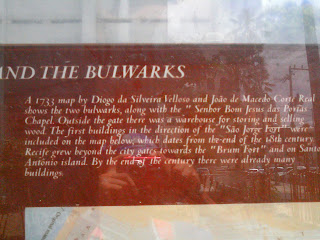 AND THE BULWARKS
A 1733 map by Diogo da Silveira Velloso and João de Macedo Corte Real
shows the two bulwarks, along with the " Senhor Bom Jesus das Portas
Chapel. Outside the gate there was a warehouse for storing and selling
wood. The first buildings in the direction of the "São Jorge Fort" were
included on the map below, which dates from the end of the 18th century.
Recife grew beyond the city gates towards the "Brum Fort" and on Santo
Antônio island. By the end of the century there were already many
buildings.